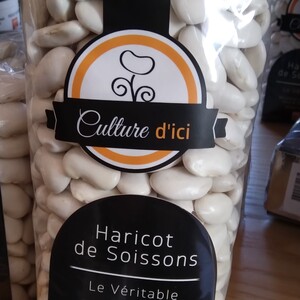 Culture d'ici
Haricot
de Soissons
Le Véritable